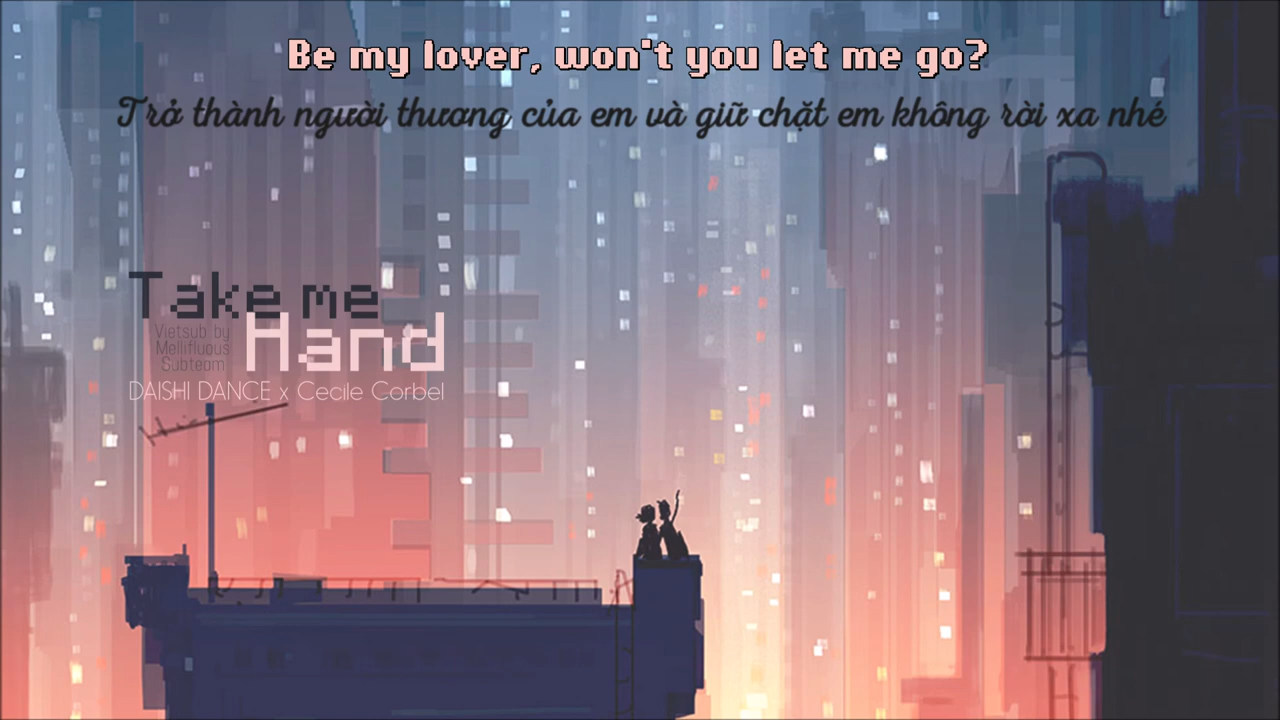 Be my lover, won't you let me go?
Trở thành người thương của em và giữ chặt em không rời xa nhé
Take me
Hand
Vietsub by
Mellifluous
Subteam
DAISHI DANCE x Cecile Corbel